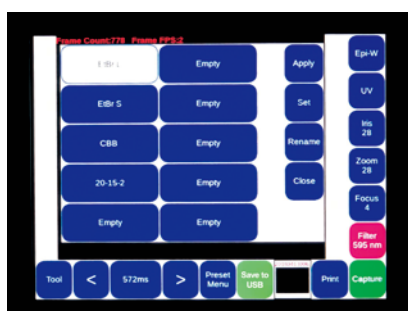 Frame Count:778 Frame FPS:2
EtBr L
Empty
Apply
EtBr S
Empty
Set
CBB
Empty
Rename
20-15-2
Empty
Close
Empty
Empty
Epi-W
UV
Iris
28
Zoom
28
Focus
4
Filter
595 nm
Tool
<
572ms
>
Preset
Menu
Save to
USB
Print
Capture